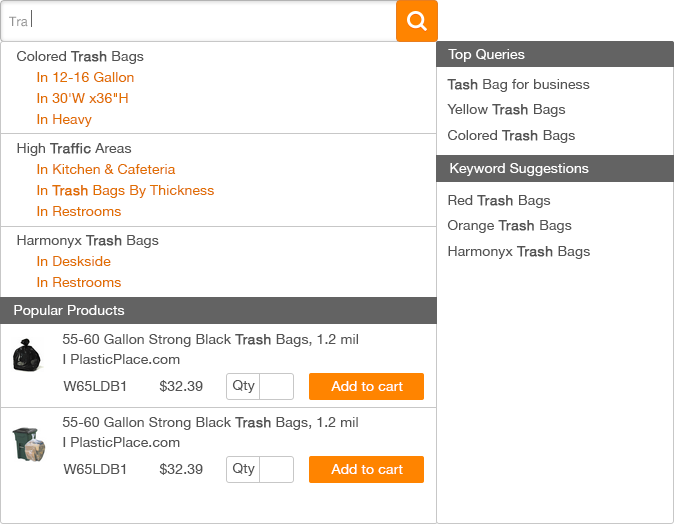 Tra
Colored Trash Bags
In 12-16 Gallon
In 30'W x36"H
In Heavy
High Traffic Areas
In Kitchen & Cafeteria
In Trash Bags By Thickness
In Restrooms
Harmonyx Trash Bags
In Deskside
In Restrooms
Popular Products
55-60 Gallon Strong Black Trash Bags, 1.2 mil
I PlasticPlace.com
W65LDB1 $32.39 Qty Add to cart
55-60 Gallon Strong Black Trash Bags, 1.2 mil
I PlasticPlace.com
W65LDB1 $32.39 Qty Add to cart
Top Queries
Tash Bag for business
Yellow Trash Bags
Colored Trash Bags
Keyword Suggestions
Red Trash Bags
Orange Trash Bags
Harmonyx Trash Bags